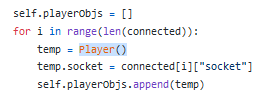 self.playerObjs = []
for i in range(len(connected)):
    temp = Player()
    temp.socket = connected[i]["socket"]
    self.playerObjs.append(temp)